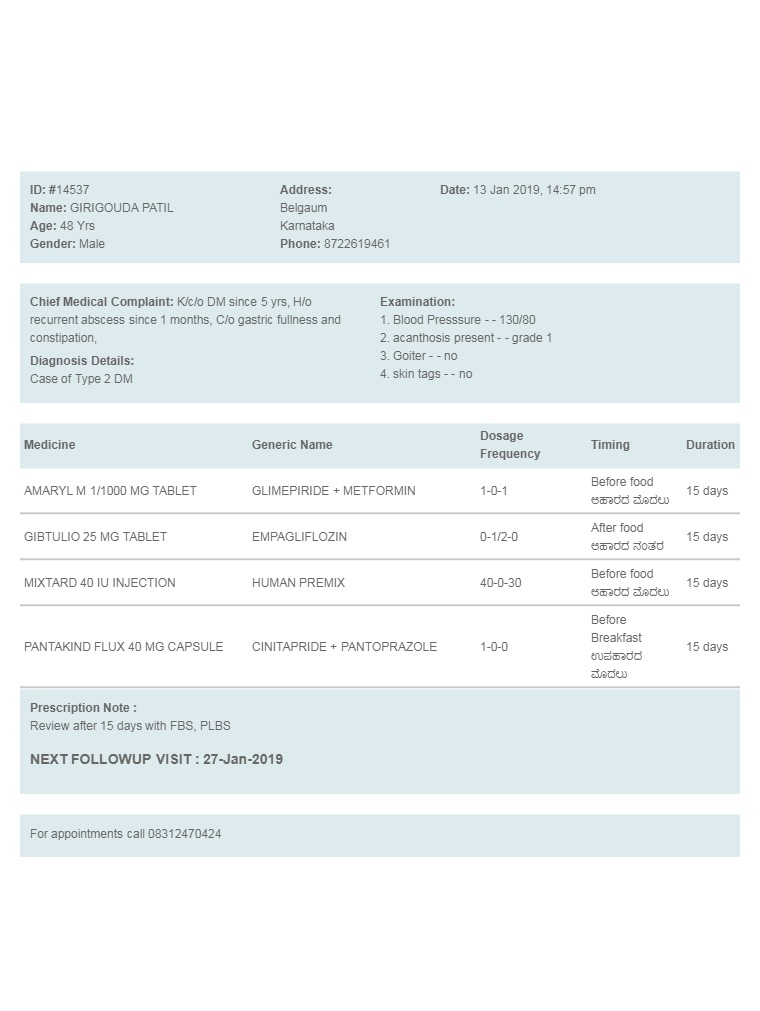 ID: #14537
Name: GIRIGOUDA PATIL
Age: 48 Yrs
Gender: Male
Address:
Belgaum
Karnataka
Phone: 8722619461
Date: 13 Jan 2019, 14:57 pm
Chief Medical Complaint: K/c/o DM since 5 yrs, H/o
recurrent abscess since 1 months, C/o gastric fullness and
constipation,
Diagnosis Details:
Case of Type 2 DM
Examination:
1. Blood Presssure - - 130/80
2. acanthosis present - - grade 1
3. Goiter - - no
4. skin tags - - no
Medicine Generic Name Dosage Frequency Timing Duration
AMARYL M 1/1000 MG TABLET GLIMEPIRIDE + METFORMIN 1-0-1 Before food ಆಹಾರದ ಮೊದಲು 15 days
GIBTULIO 25 MG TABLET EMPAGLIFLOZIN 0-1/2-0 After food ಆಹಾರದ ನಂತರ 15 days
MIXTARD 40 IU INJECTION HUMAN PREMIX 40-0-30 Before food ಆಹಾರದ ಮೊದಲು 15 days
PANTAKIND FLUX 40 MG CAPSULE CINITAPRIDE + PANTOPRAZOLE 1-0-0 Before Breakfast ಉಪಹಾರದ ಮೊದಲು 15 days
Prescription Note :
Review after 15 days with FBS, PLBS
NEXT FOLLOWUP VISIT : 27-Jan-2019
For appointments call 08312470424